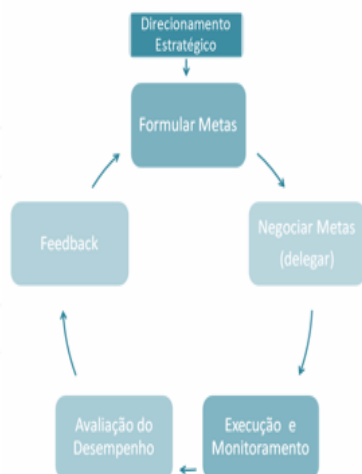 Direcionamento
Estratégico
Formular Metas
Negociar Metas
(delegar)
Execução e
Monitoramento
Avaliação do
Desempenho
Feedback